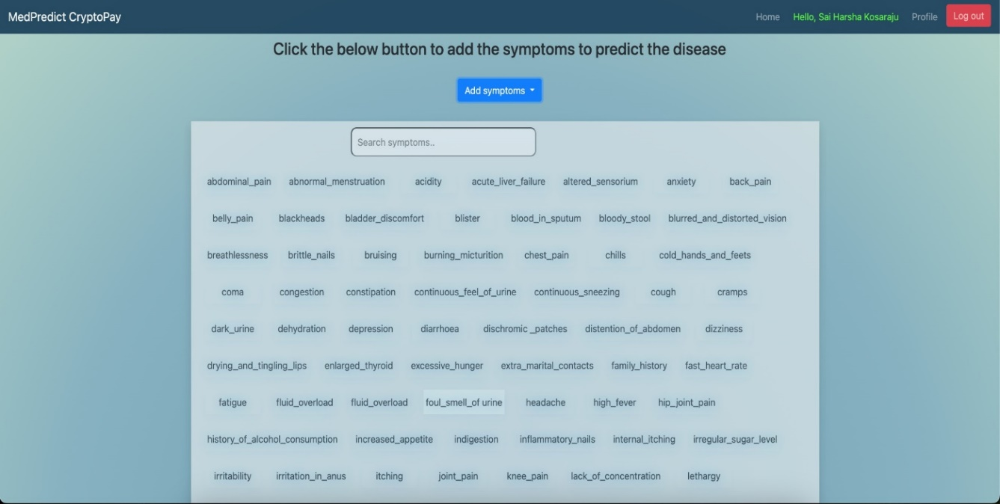 MedPredict CryptoPay Home Hello, Sai Harsha Kosaraju Profile Log out
Click the below button to add the symptoms to predict the disease
Add symptoms
Search symptoms..
abdominal_pain abnormal_menstruation acidity acute_liver_failure altered_sensorium anxiety back_pain
belly_pain blackheads bladder_discomfort blister blood_in_sputum bloody_stool blurred_and_distorted_vision
breathlessness brittle_nails bruising burning_micturition chest_pain chills cold_hands_and_feets
coma congestion constipation continuous_feel_of_urine continuous_sneezing cough cramps
dark_urine dehydration depression diarrhoea dischromic _patches distention_of_abdomen dizziness
drying_and_tingling_lips enlarged_thyroid excessive_hunger extra_marital_contacts family_history fast_heart_rate
fatigue fluid_overload fluid_overload foul_smell_of urine headache high_fever hip_joint_pain
history_of_alcohol_consumption increased_appetite indigestion inflammatory_nails internal_itching irregular_sugar_level
irritability irritation_in_anus itching joint_pain knee_pain lack_of_concentration lethargy